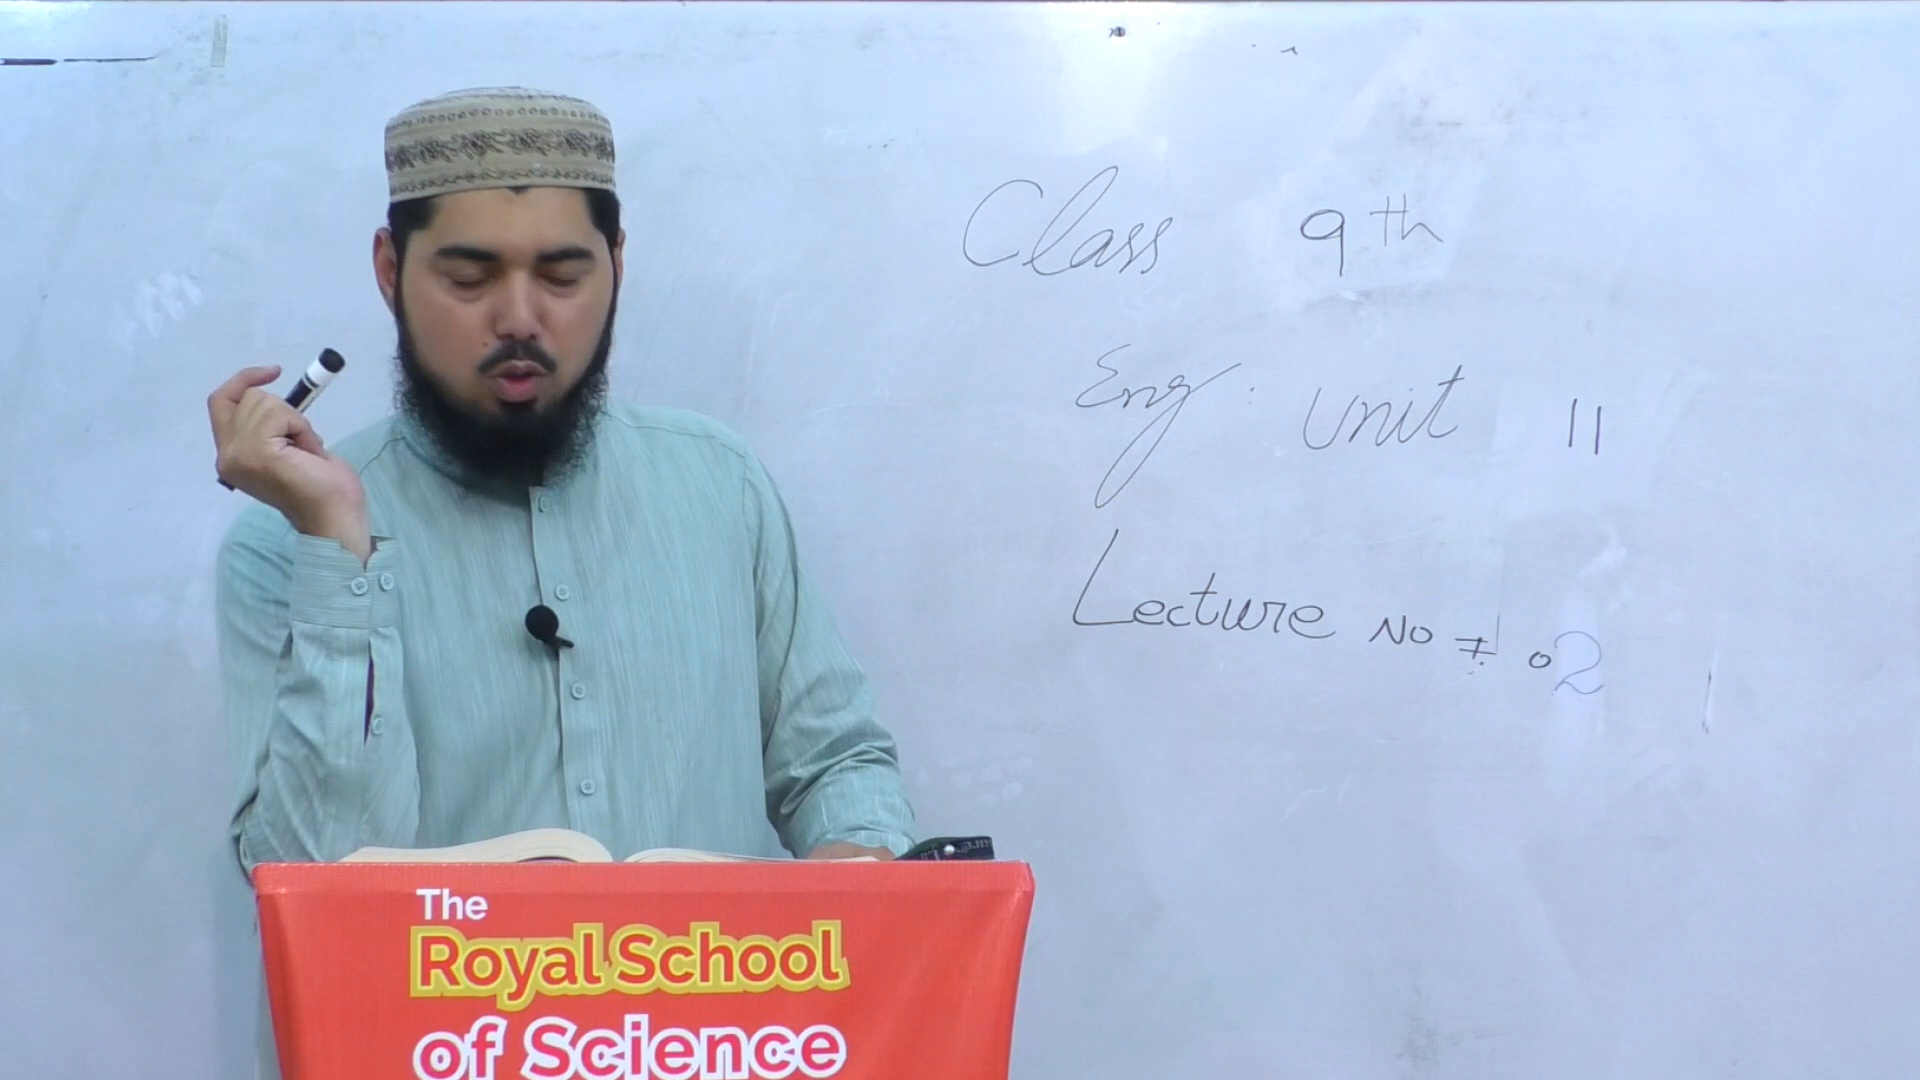 Class 9th
Eng: Unit 11
Lecture No # 02
The
Royal School
of Science